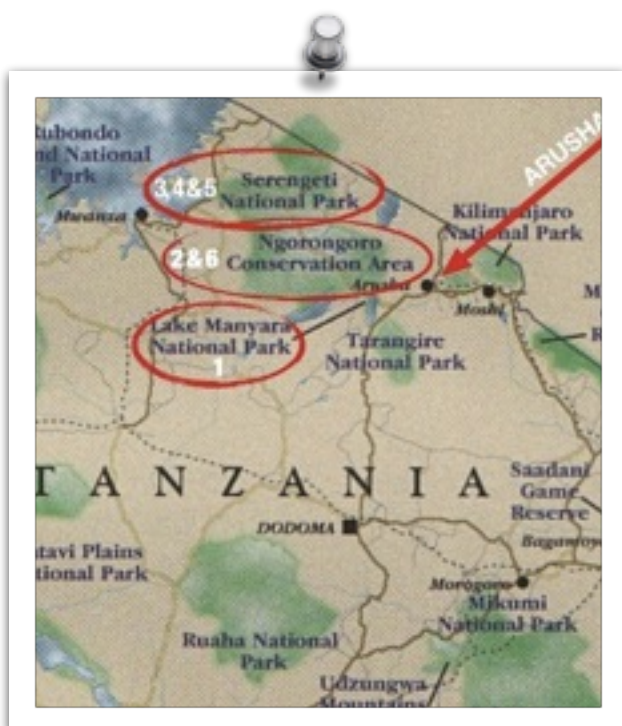 ARUSHA
ubondo
nd National
Park
3,4&5
Serengeti
National Park
Mwanza
Kilimanjaro
National Park
2&6
Ngorongoro
Conservation Area
Arusha
Moshi
M
Lake Manyara
National Park
1
Tarangire
National Park
R
TANZANIA
Saadani
Game
Reserve
DODOMA
Bagamoyo
tavi Plains
tional Park
Morogoro
Mikumi
National Park
Ruaha National
Park
Udzungwa
Mountains